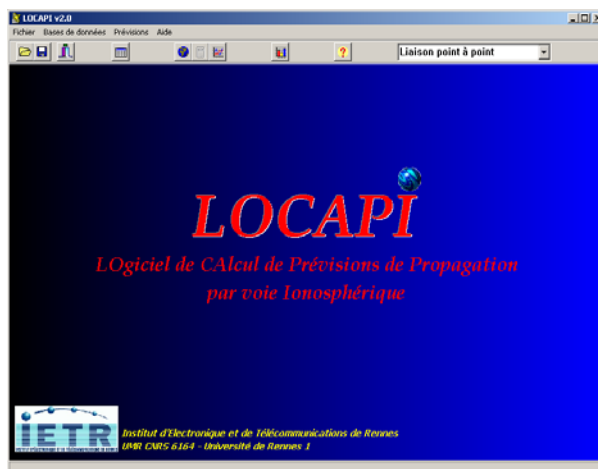 LOCAPI v2.0
Fichier Bases de données Prévisions Aide
Liaison point à point
LOCAPI
LOgiciel de CAlcul de Prévisions de Propagation
par voie Ionosphérique
IETR
Institut d'Electronique et de Télécommunications de Rennes
UMR CNRS 6164 - Université de Rennes 1